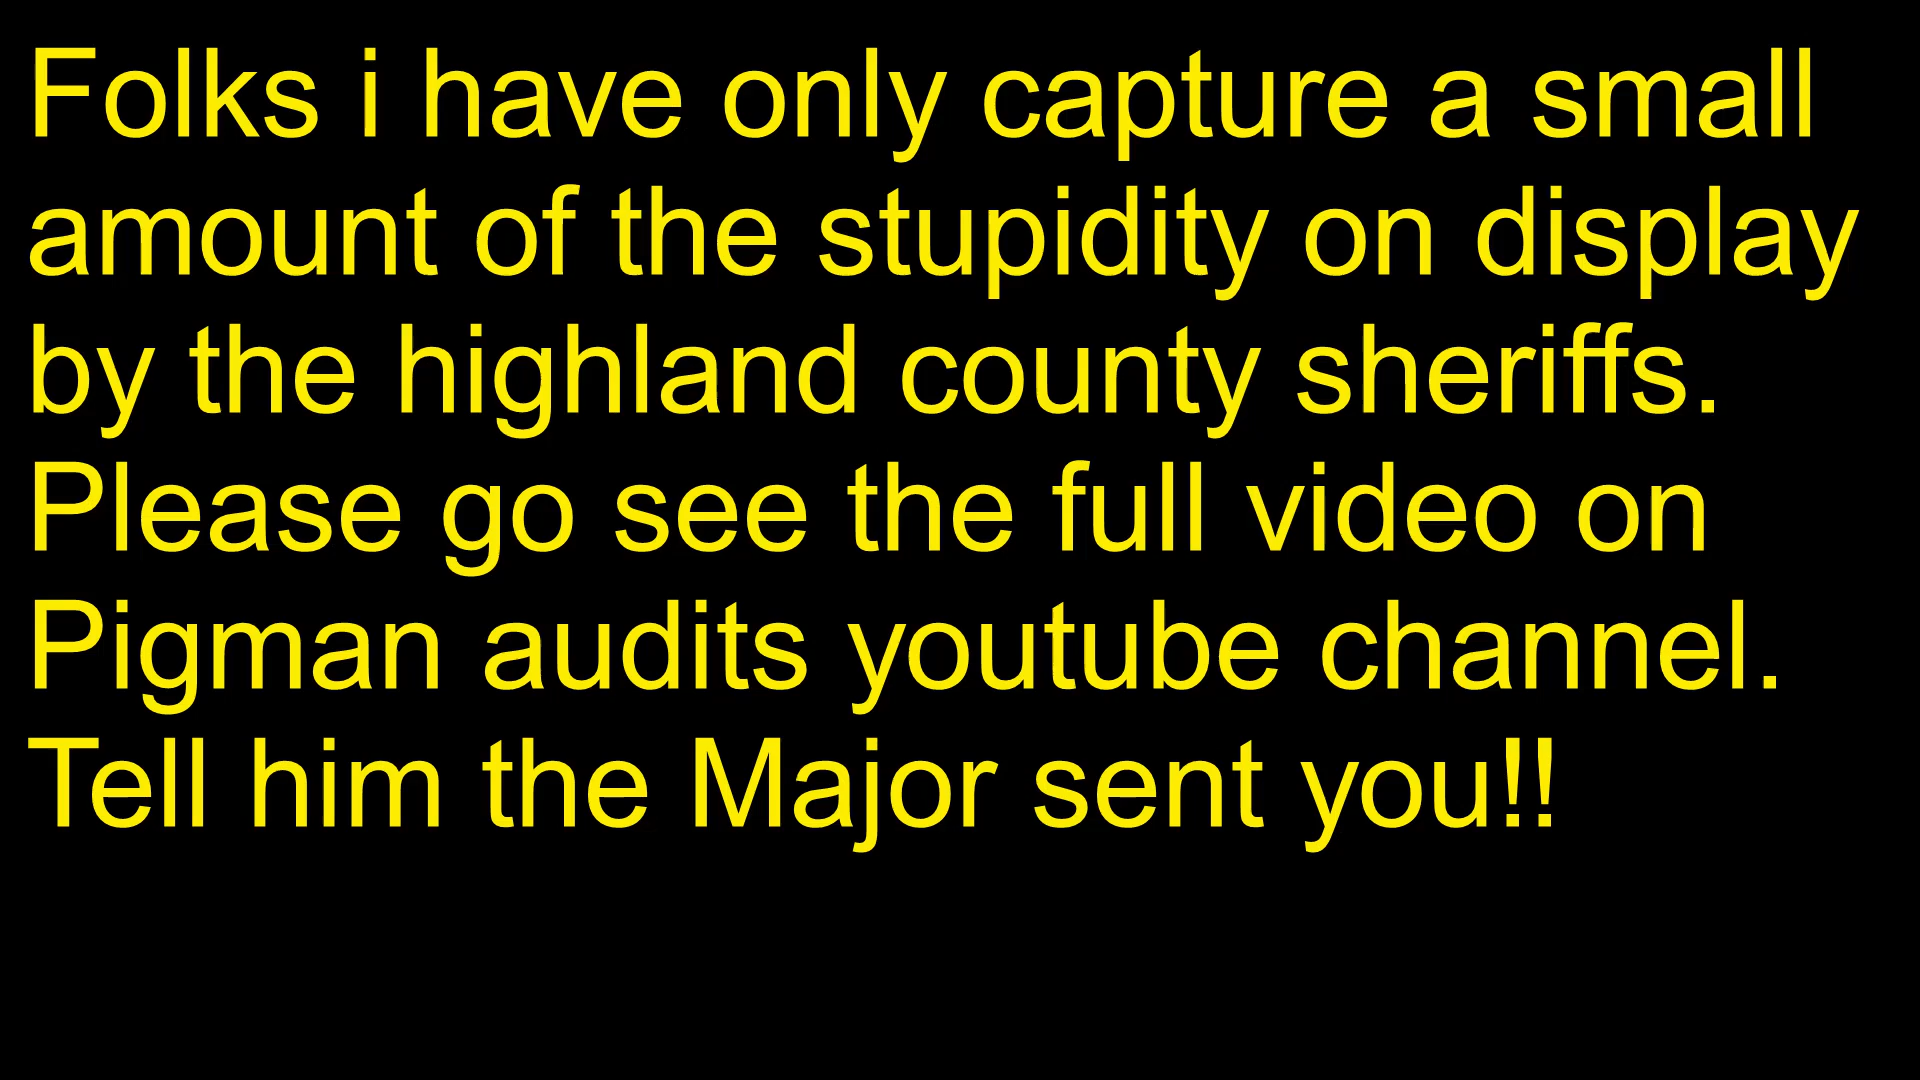 Folks i have only capture a small
amount of the stupidity on display
by the highland county sheriffs.
Please go see the full video on
Pigman audits youtube channel.
Tell him the Major sent you!!